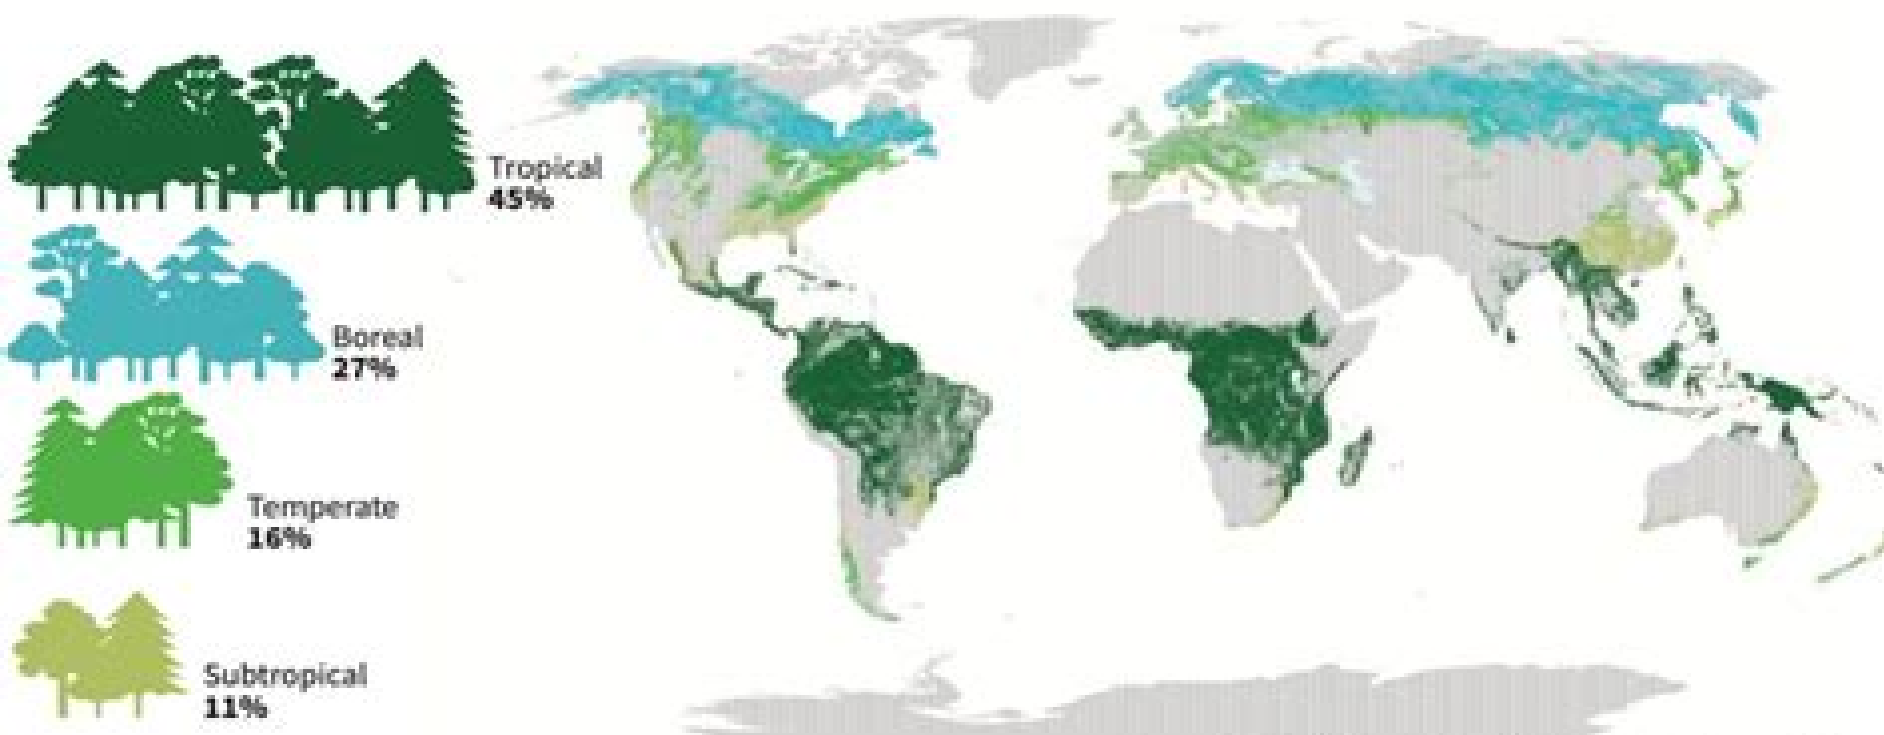 Tropical
45%
Boreal
27%
Temperate
16%
Subtropical
11%